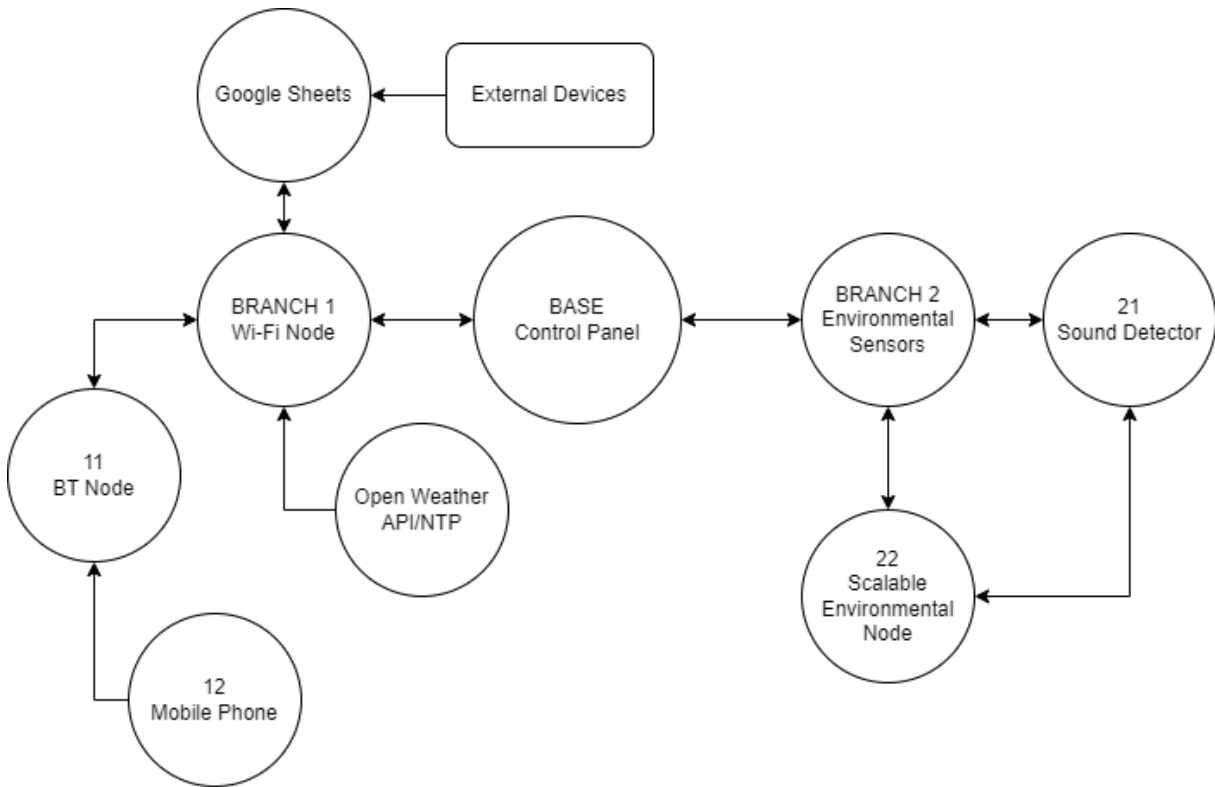 Google Sheets
External Devices
BRANCH 1
Wi-Fi Node
BASE
Control Panel
BRANCH 2
Environmental
Sensors
21
Sound Detector
11
BT Node
Open Weather
API/NTP
22
Scalable
Environmental
Node
12
Mobile Phone